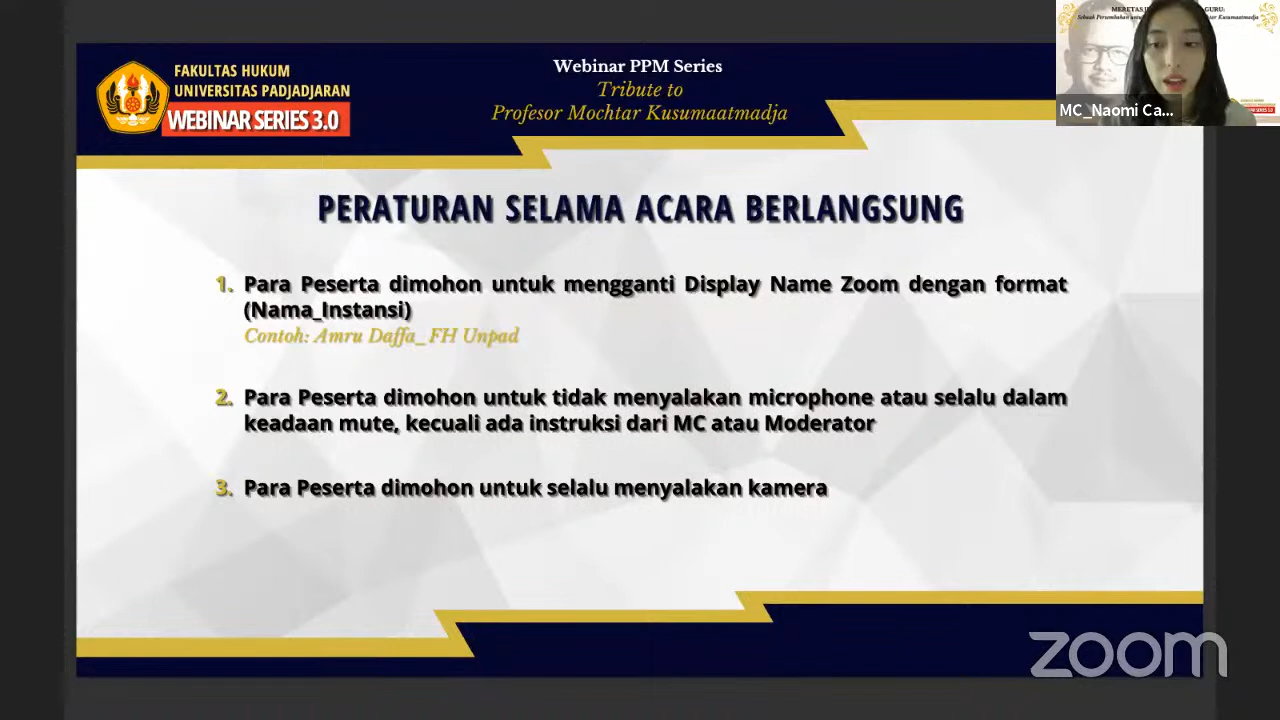 FAKULTAS HUKUM
UNIVERSITAS PADJADJARAN
WEBINAR SERIES 3.0
Webinar PPM Series
Tribute to
Profesor Mochtar Kusumaatmadja
MC_Naomi Ca...
PERATURAN SELAMA ACARA BERLANGSUNG
1. Para Peserta dimohon untuk mengganti Display Name Zoom dengan format
(Nama_Instansi)
Contoh: Amru Daffa_ FH Unpad
2. Para Peserta dimohon untuk tidak menyalakan microphone atau selalu dalam
keadaan mute, kecuali ada instruksi dari MC atau Moderator
3. Para Peserta dimohon untuk selalu menyalakan kamera
zoom